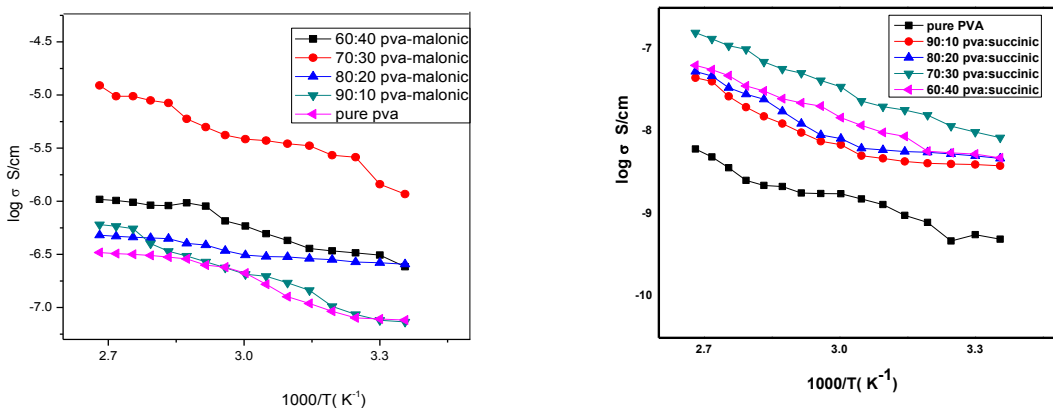 -4.5
-5.0
-5.5
-6.0
-6.5
-7.0
log σ S/cm
60:40 pva-malonic
70:30 pva-malonic
80:20 pva-malonic
90:10 pva-malonic
pure pva
2.7 3.0 3.3
1000/T( K⁻¹)
-7
-8
-9
-10
log σ S/cm
pure PVA
90:10 pva:succinic
80:20 pva:succinic
70:30 pva:succinic
60:40 pva:succinic
2.7 3.0 3.3
1000/T( K⁻¹)